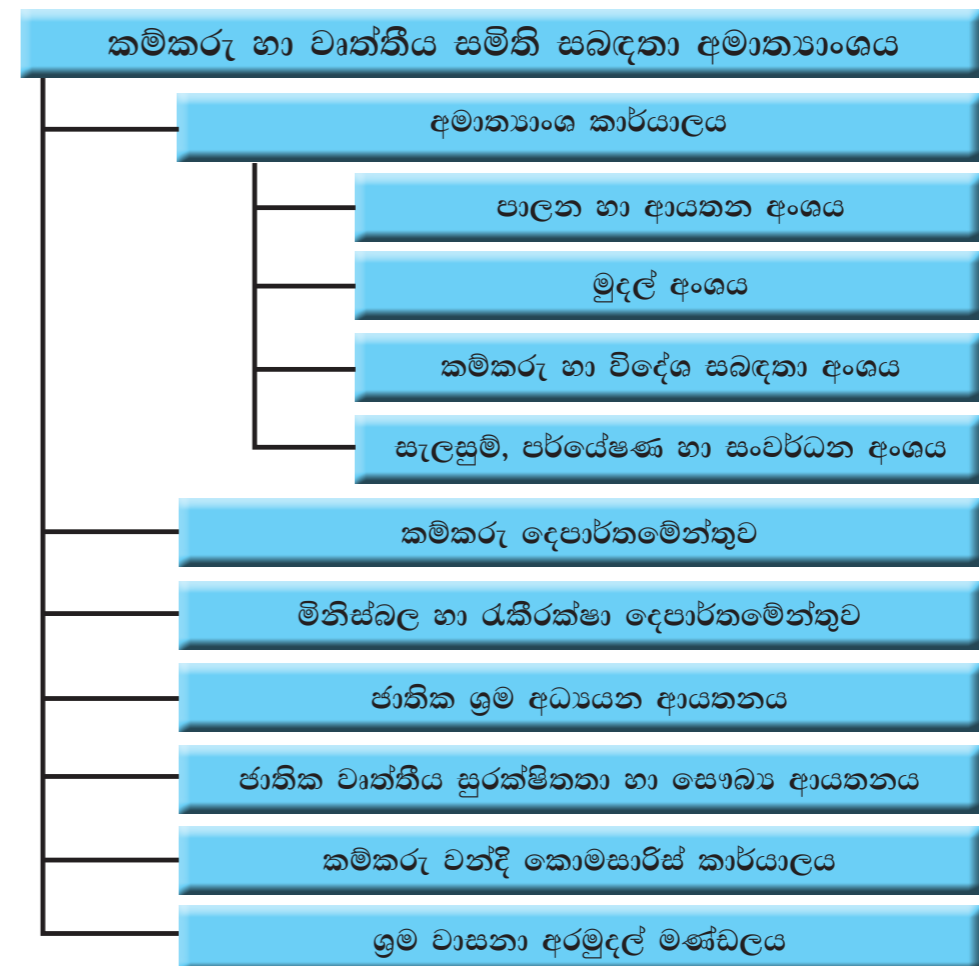 කම්කරු හා වෘත්තීය සමිති සබඳතා අමාත්‍යාංශය
අමාත්‍යාංශ කාර්යාලය
පාලන හා ආයතන අංශය
මුදල් අංශය
කම්කරු හා විදේශ සබඳතා අංශය
සැලසුම්, පර්යේෂණ හා සංවර්ධන අංශය
කම්කරු දෙපාර්තමේන්තුව
මිනිස්බල හා රැකීරක්ෂා දෙපාර්තමේන්තුව
ජාතික ශ්‍රම අධ්‍යයන ආයතනය
ජාතික වෘත්තීය සුරක්ෂිතතා හා සෞඛ්‍ය ආයතනය
කම්කරු වන්දි කොමසාරිස් කාර්යාලය
ශ්‍රම වාසනා අරමුදල් මණ්ඩලය